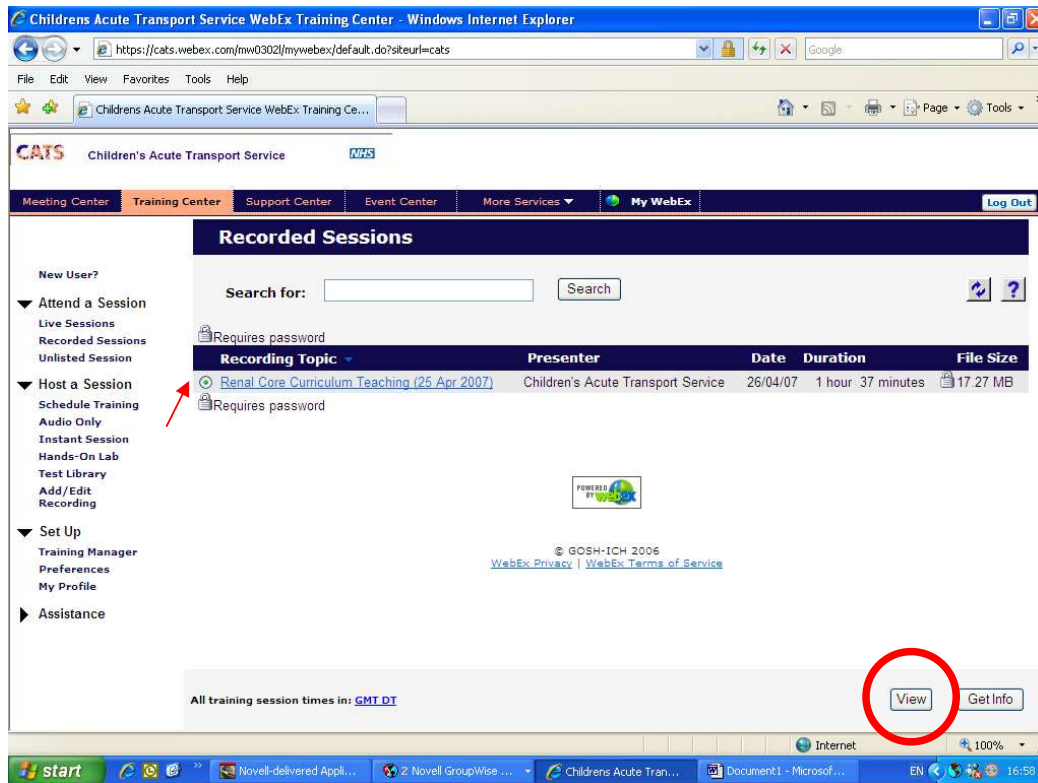 Childrens Acute Transport Service WebEx Training Center - Windows Internet Explorer
https://cats.webex.com/mw0302l/mywebex/default.do?siteurl=cats
Google
File Edit View Favorites Tools Help
Childrens Acute Transport Service WebEx Training Ce...
Page Tools
CATS Children's Acute Transport Service NHS
Meeting Center Training Center Support Center Event Center More Services My WebEx Log Out
Recorded Sessions
New User?
Search for: Search ?
Attend a Session
Live Sessions
Recorded Sessions
Unlisted Session
Requires password
Recording Topic Presenter Date Duration File Size
Renal Core Curriculum Teaching (25 Apr 2007) Children's Acute Transport Service 26/04/07 1 hour 37 minutes 17.27 MB
Requires password
Host a Session
Schedule Training
Audio Only
Instant Session
Hands-On Lab
Test Library
Add/Edit
Recording
Set Up
Training Manager
Preferences
My Profile
Assistance
POWERED
BY webex
© GOSH-ICH 2006
WebEx Privacy | WebEx Terms of Service
All training session times in: GMT DT
View Get Info
Internet 100%
start Novell-delivered Appli... 2 Novell GroupWise ... Childrens Acute Tran... Document1 - Microsof... EN 16:58